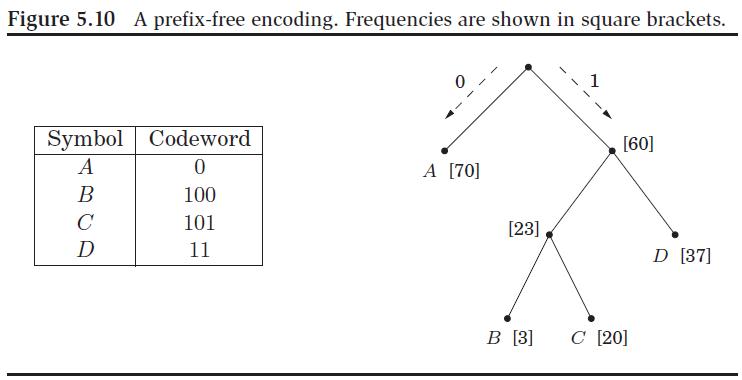 Figure 5.10 A prefix-free encoding. Frequencies are shown in square brackets.
Symbol Codeword
A 0
B 100
C 101
D 11
0 1
[60]
A [70]
[23]
D [37]
B [3] C [20]